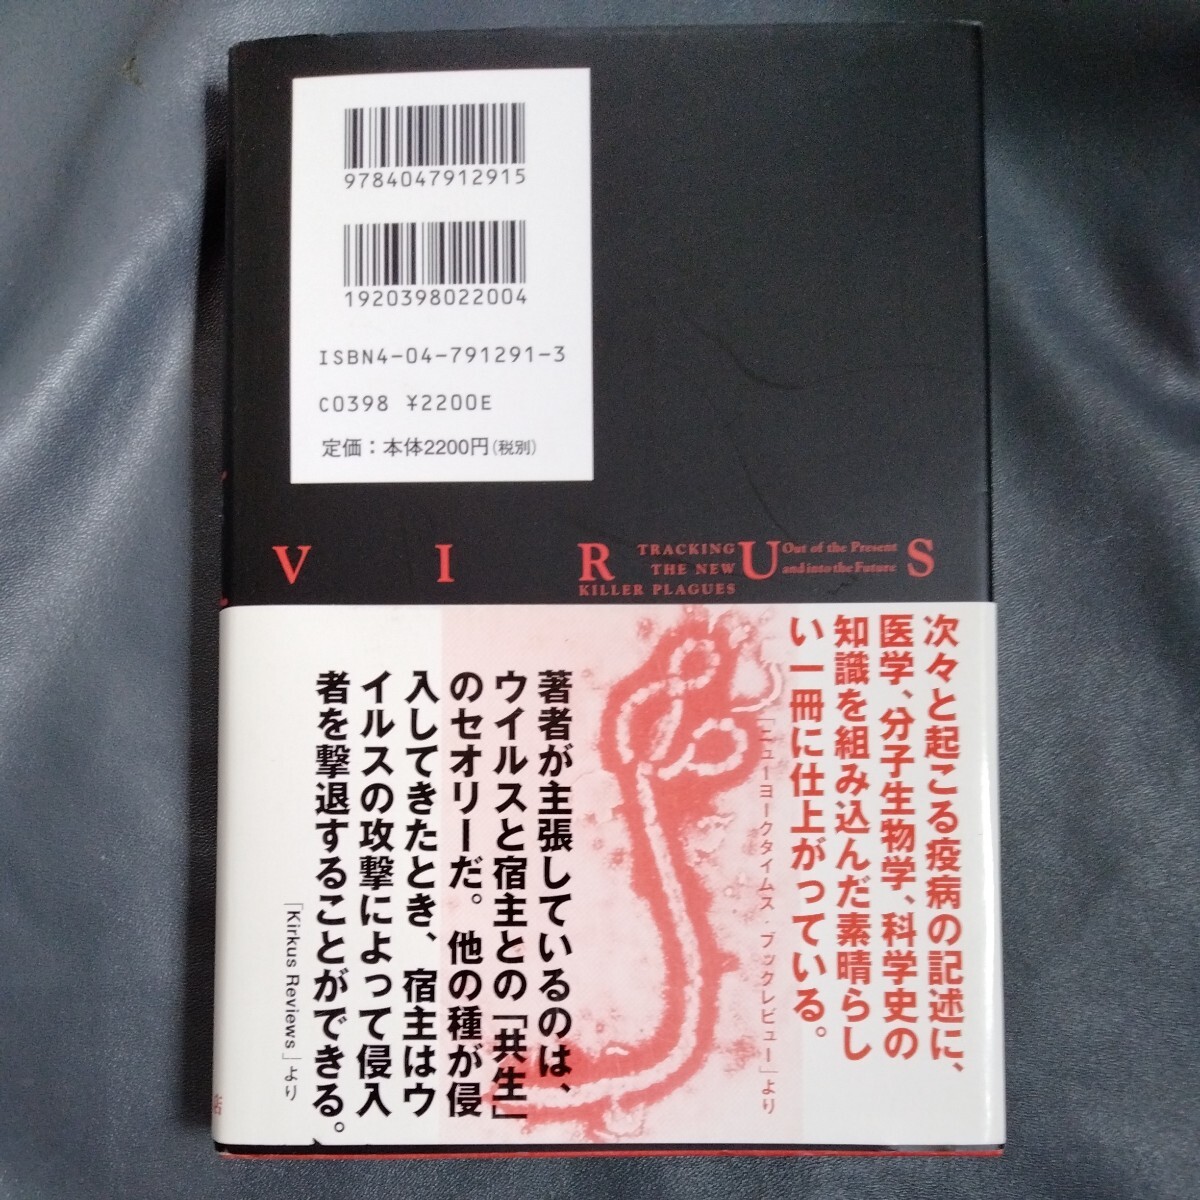 9784047912915
1920398022004
ISBN4-04-791291-3
C0398 ¥2200E
定価：本体2200円（税別）
VIRUS
TRACKING
THE NEW
KILLER PLAGUES
Out of the Present
and into the Future
次々と起こる疫病の記述に、
医学、分子生物学、科学史の
知識を組み込んだ素晴らし
い一冊に仕上がっている。
「ニューヨークタイムス・ブックレビュー」より
著者が主張しているのは、
ウイルスと宿主との「共生」
のセオリーだ。他の種が侵
入してきたとき、宿主はウ
イルスの攻撃によって侵入
者を撃退することができる。
「Kirkus Reviews」より
店